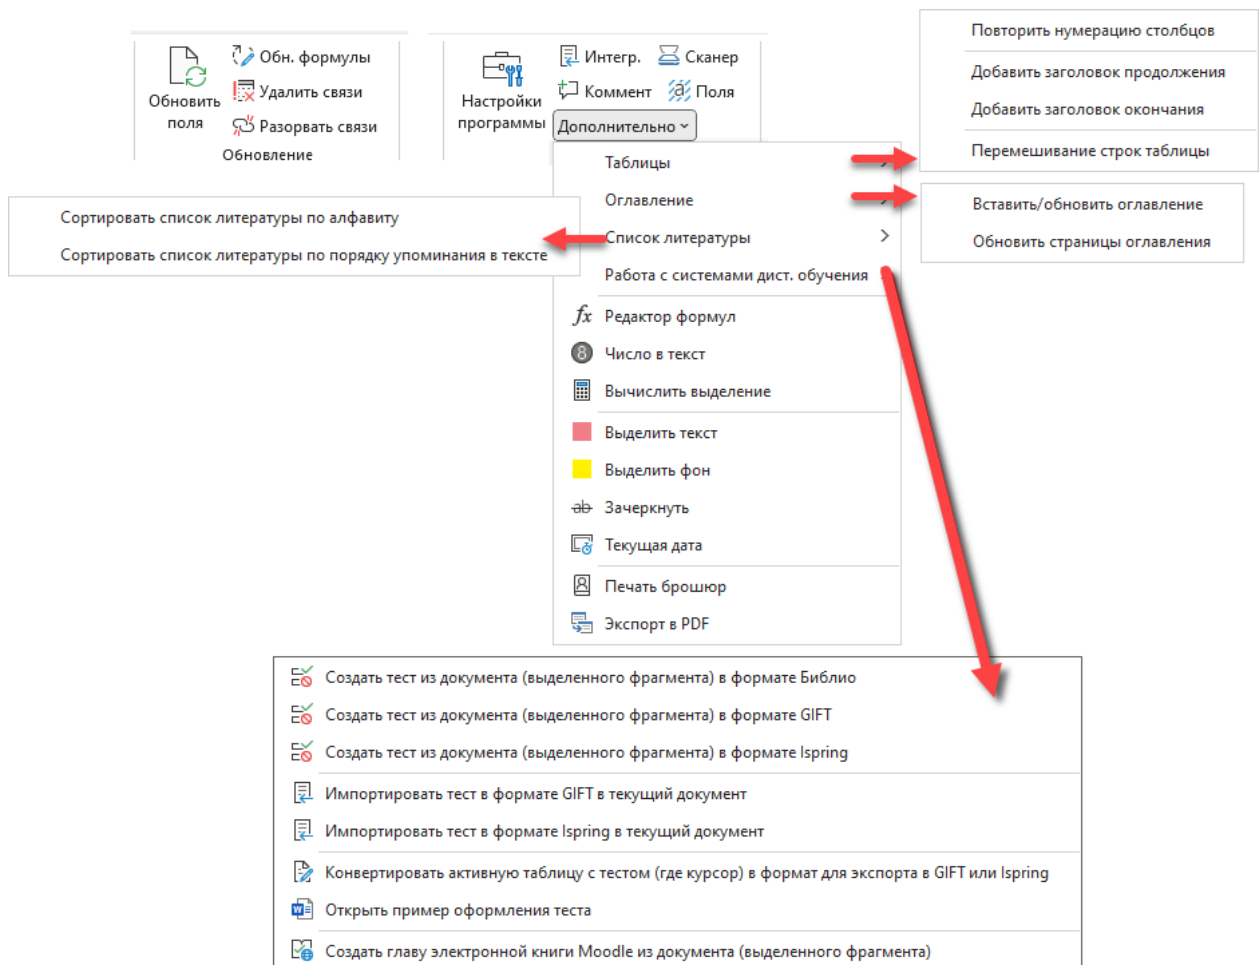 Обновить
поля
Обн. формулы
Удалить связи
Разорвать связи
Обновление
Настройки
программы
Интегр.
Сканер
Коммент
Поля
Дополнительно
Таблицы
Оглавление
Список литературы
Работа с системами дист. обучения
Редактор формул
Число в текст
Вычислить выделение
Выделить текст
Выделить фон
Зачеркнуть
Текущая дата
Печать брошюр
Экспорт в PDF
Повторить нумерацию столбцов
Добавить заголовок продолжения
Добавить заголовок окончания
Перемешивание строк таблицы
Вставить/обновить оглавление
Обновить страницы оглавления
Сортировать список литературы по алфавиту
Сортировать список литературы по порядку упоминания в тексте
Создать тест из документа (выделенного фрагмента) в формате Библио
Создать тест из документа (выделенного фрагмента) в формате GIFT
Создать тест из документа (выделенного фрагмента) в формате Ispring
Импортировать тест в формате GIFT в текущий документ
Импортировать тест в формате Ispring в текущий документ
Конвертировать активную таблицу с тестом (где курсор) в формат для экспорта в GIFT или Ispring
Открыть пример оформления теста
Создать главу электронной книги Moodle из документа (выделенного фрагмента)